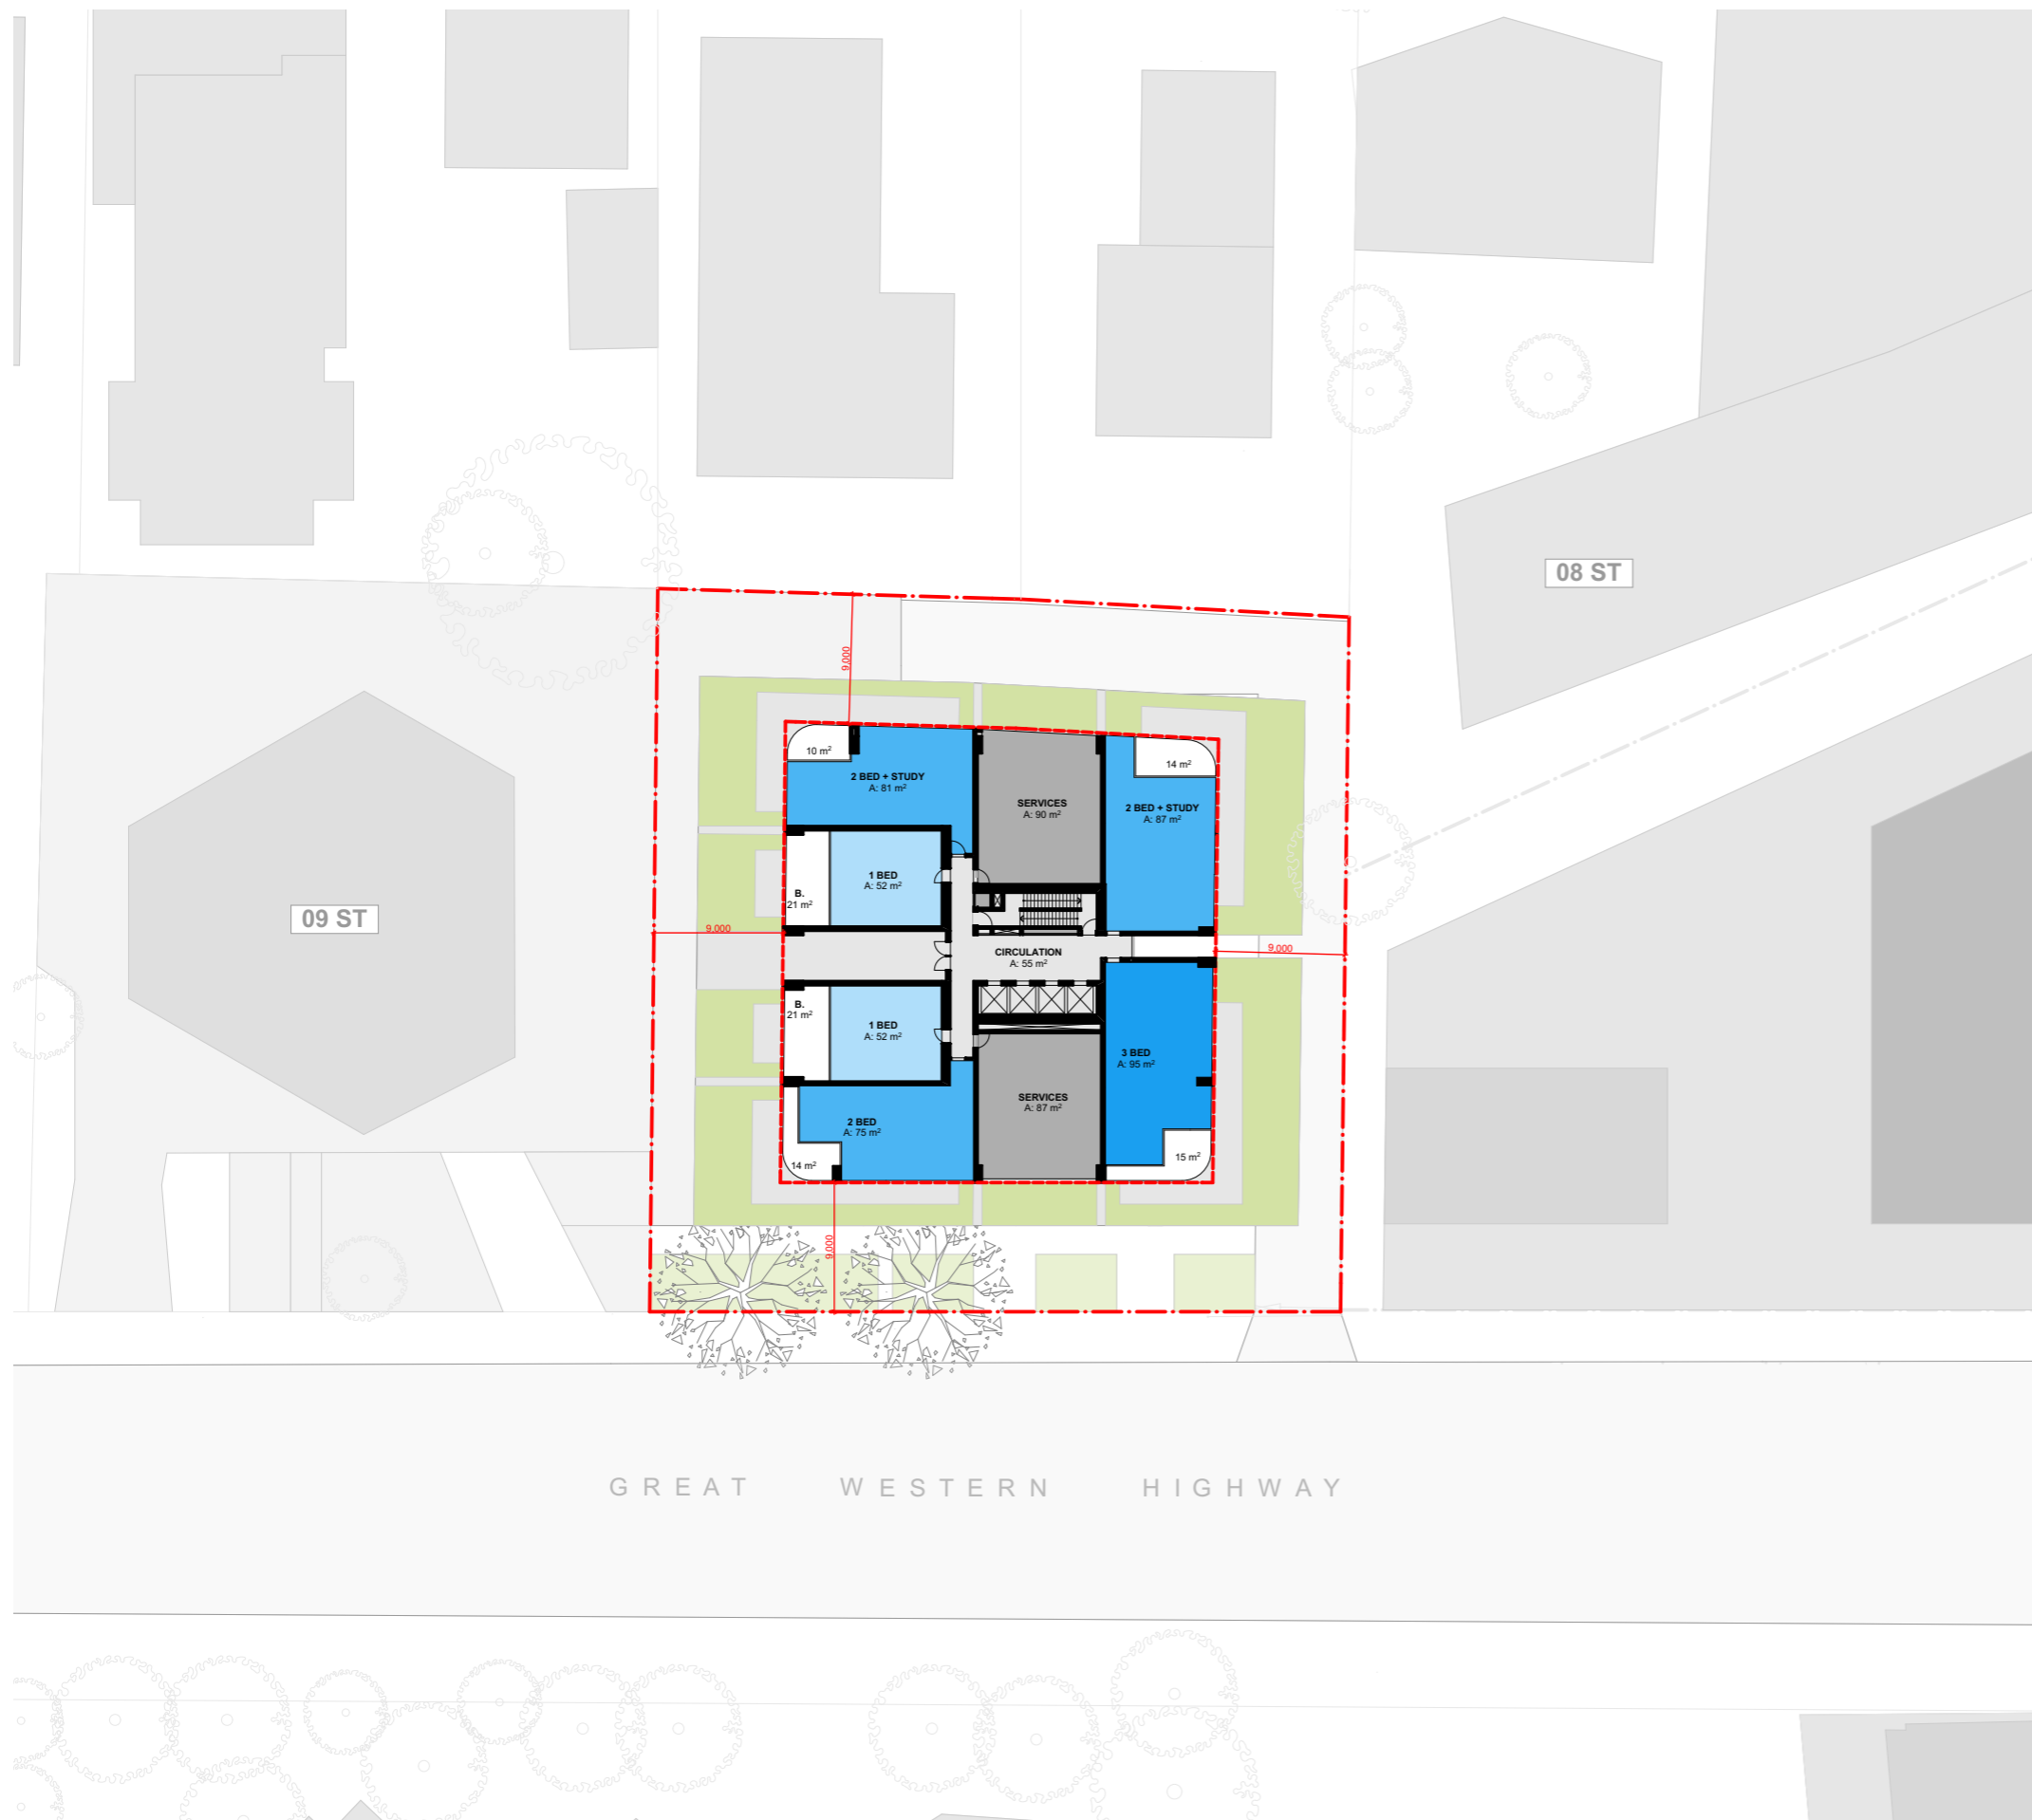 08 ST
9,000
10 m²
14 m²
2 BED + STUDY
A: 81 m²
SERVICES
A: 90 m²
2 BED + STUDY
A: 87 m²
1 BED
A: 52 m²
B.
21 m²
09 ST
9,000
CIRCULATION
A: 55 m²
9,000
B.
21 m²
1 BED
A: 52 m²
3 BED
A: 95 m²
SERVICES
A: 87 m²
2 BED
A: 75 m²
14 m²
15 m²
9,000
GREAT WESTERN HIGHWAY